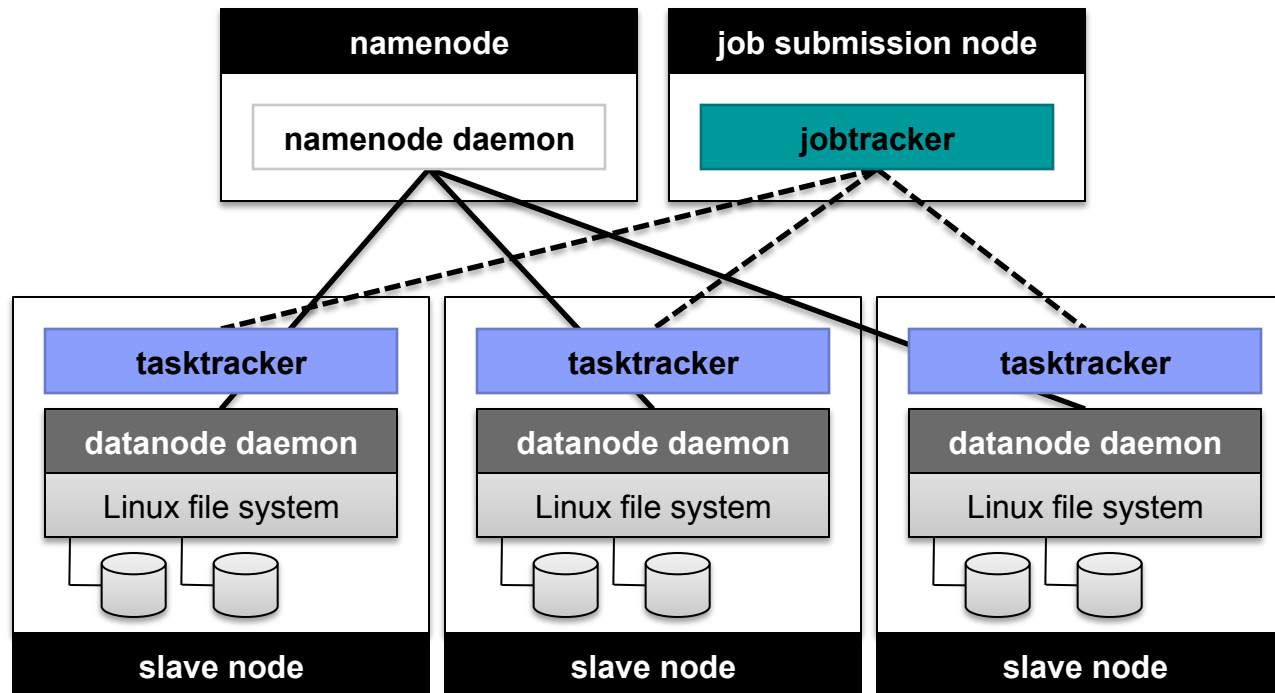 namenode
job submission node
namenode daemon
jobtracker
tasktracker
tasktracker
tasktracker
datanode daemon
datanode daemon
datanode daemon
Linux file system
Linux file system
Linux file system
slave node
slave node
slave node